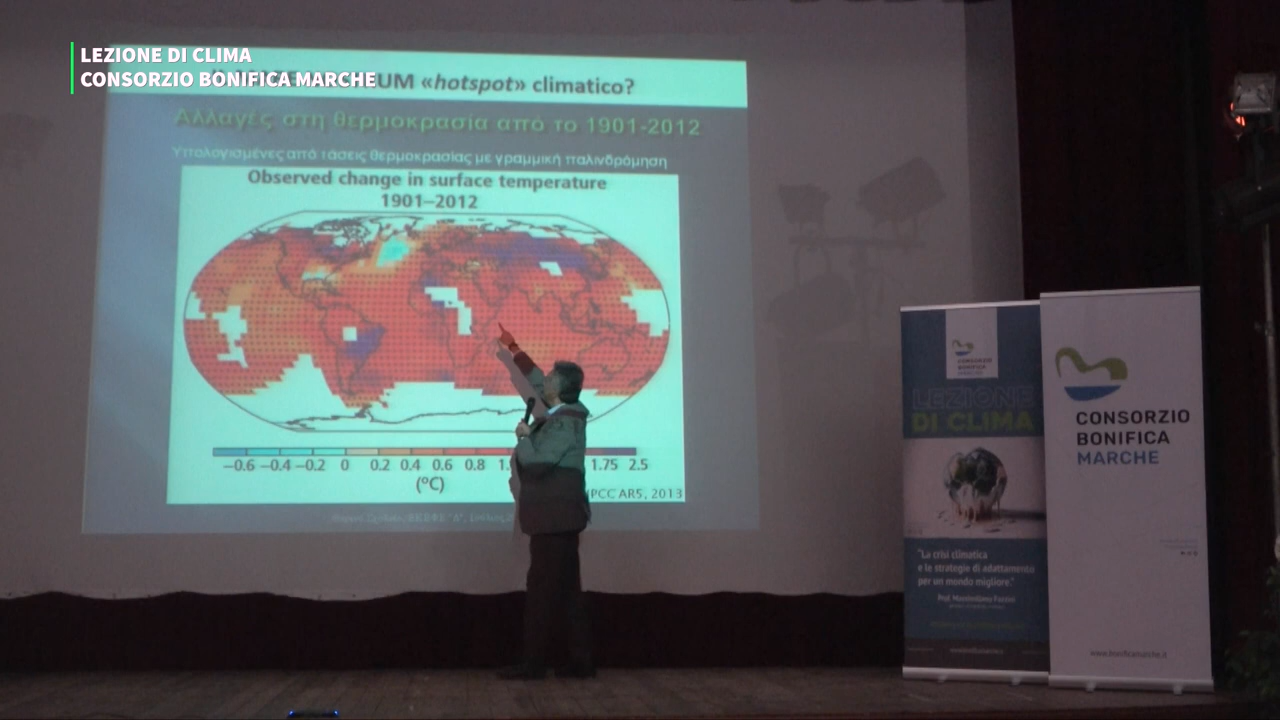 LEZIONE DI CLIMA
CONSORZIO BONIFICA MARCHE
UM «hotspot» climatico?
Αλλαγές στη θερμοκρασία από το 1901-2012
Υπολογισμένες από τάσεις θερμοκρασίας με γραμμική παλινδρόμηση
Observed change in surface temperature
1901–2012
−0.6 −0.4 −0.2 0 0.2 0.4 0.6 0.8 1.75 2.5
(°C)
PCC AR5, 2013
CONSORZIO
BONIFICA
MARCHE
LEZIONE
DI CLIMA
"La crisi climatica
e le strategie di adattamento
per un mondo migliore."
Prof. Massimiliano Fazzini
CONSORZIO
BONIFICA
MARCHE
www.bonificamarche.it